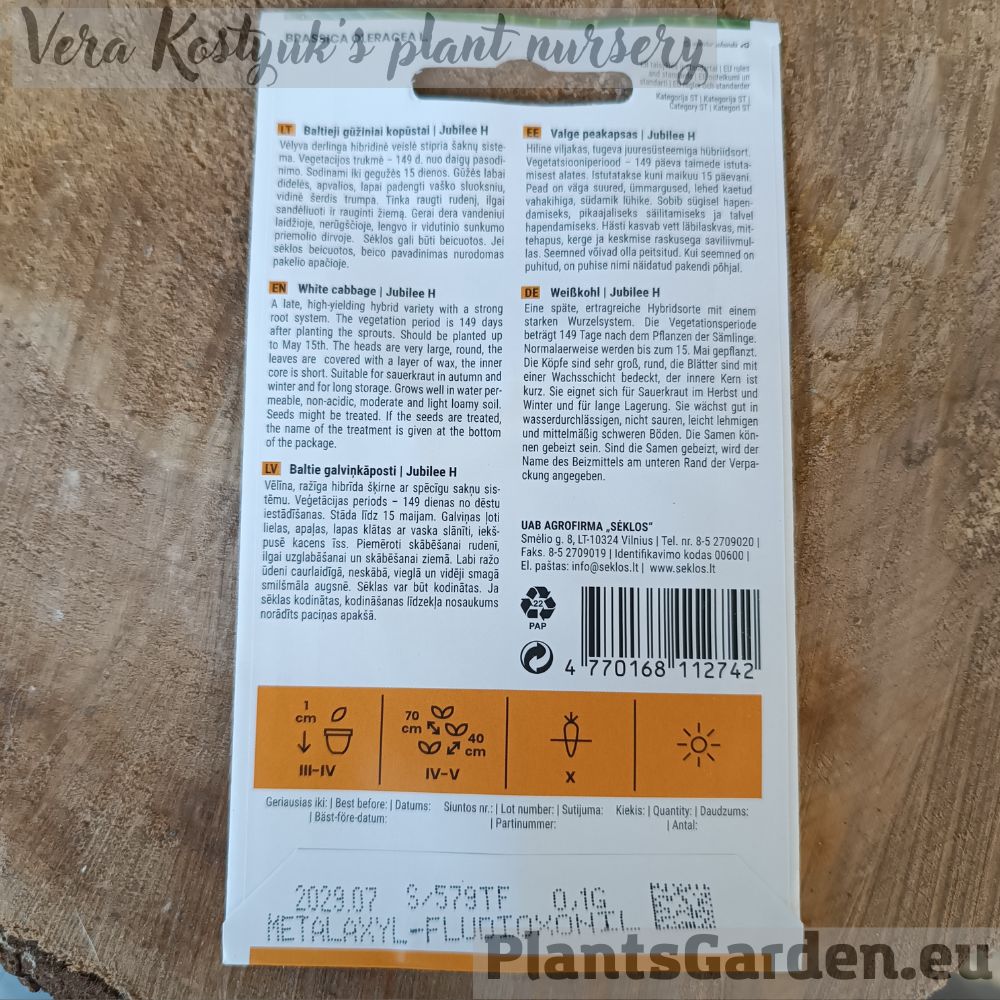 Vera Kostyuk's plant nursery
BRASSICA OLERACEA L.
Kategorija ST | Kategorija ST |
Category ST | Kategori ST
LT Baltieji gūžiniai kopūstai | Jubilee H
Vėlyva derlinga hibridinė veislė stipria šaknų siste-
ma. Vegetacijos trukmė – 149 d. nuo daigų pasodi-
nimo. Sodinami iki gegužės 15 dienos. Gūžės labai
didelės, apvalios, lapai padengti vaško sluoksniu,
vidinė šerdis trumpa. Tinka raugti rudenį, ilgai
sandėliuoti ir rauginti žiemą. Gerai dera vandeniui
laidžioje, nerūgščioje, lengvo ir vidutinio sunkumo
priemolio dirvoje. Sėklos gali būti beicuotos. Jei
sėklos beicuotos, beico pavadinimas nurodomas
pakelio apačioje.
EN White cabbage | Jubilee H
A late, high-yielding hybrid variety with a strong
root system. The vegetation period is 149 days
after planting the sprouts. Should be planted up
to May 15th. The heads are very large, round, the
leaves are covered with a layer of wax, the inner
core is short. Suitable for sauerkraut in autumn and
winter and for long storage. Grows well in water per-
meable, non-acidic, moderate and light loamy soil.
Seeds might be treated. If the seeds are treated,
the name of the treatment is given at the bottom
of the package.
LV Baltie galviņkāposti | Jubilee H
Vēlīna, ražīga hibrīda šķirne ar spēcīgu sakņu sis-
tēmu. Veģetācijas periods – 149 dienas no dēstu
iestādīšanas. Stāda līdz 15 maijam. Galviņas ļoti
lielas, apaļas, lapas klātas ar vaska slānīti, iekš-
pusē kacens īss. Piemēroti skābēšanai rudenī,
ilgai uzglabāšanai un skābēšanai ziemā. Labi ražo
ūdeni caurlaidīgā, neskābā, vieglā un vidēji smagā
smilšmāla augsnē. Sēklas var būt kodinātas. Ja
sēklas kodinātas, kodināšanas līdzekļa nosaukums
norādīts paciņas apakšā.
EE Valge peakapsas | Jubilee H
Hiline viljakas, tugeva juuresüsteemiga hübriidsort.
Vegetatsiooniperiood – 149 päeva taimede istuta-
misest alates. Istutatakse kuni maikuu 15 päevani.
Pead on väga suured, ümmargused, lehed kaetud
vahakihiga, südamik lühike. Sobib sügisel hapen-
damiseks, pikaajaliseks säilitamiseks ja talvel
hapendamiseks. Hästi kasvab vett läbilaskvas, mit-
tehapus, kerge ja keskmise raskusega savilivmul-
las. Seemned võivad olla peitsitud. Kui seemned on
puhitud, on puhise nimi näidatud pakendi põhjal.
DE Weißkohl | Jubilee H
Eine späte, ertragreiche Hybridsorte mit einem
starken Wurzelsystem. Die Vegetationsperiode
beträgt 149 Tage nach dem Pflanzen der Sämlinge.
Normalaerweise werden bis zum 15. Mai gepflanzt.
Die Köpfe sind sehr groß, rund, die Blätter sind mit
einer Wachsschicht bedeckt, der innere Kern ist
kurz. Sie eignet sich für Sauerkraut im Herbst und
Winter und für lange Lagerung. Sie wächst gut in
wasserdurchlässigen, nicht sauren, leicht lehmigen
und mittelmäßig schweren Böden. Die Samen kön-
nen gebeizt sein. Sind die Samen gebeizt, wird der
Name des Beizmittels am unteren Rand der Verpa-
ckung angegeben.
UAB AGROFIRMA „SĖKLOS"
Smėlio g. 8, LT-10324 Vilnius | Tel. nr. 8-5 2709020 |
Faks. 8-5 2709019 | Identifikavimo kodas 00600 |
El. paštas: info@seklos.lt | www.seklos.lt
22
PAP
4 770168 112742
1 cm
III-IV
70 cm
40 cm
IV-V
X
Geriausias iki: | Best before: | Datums:
| Bäst-före-datum:
Siuntos nr.: | Lot number: | Sutijuma:
| Partinummer:
Kiekis: | Quantity: | Daudzums:
| Antal:
2029.07 S/579TF 0,1G
METALAXYL-FLUDIOXONIL
PlantsGarden.eu